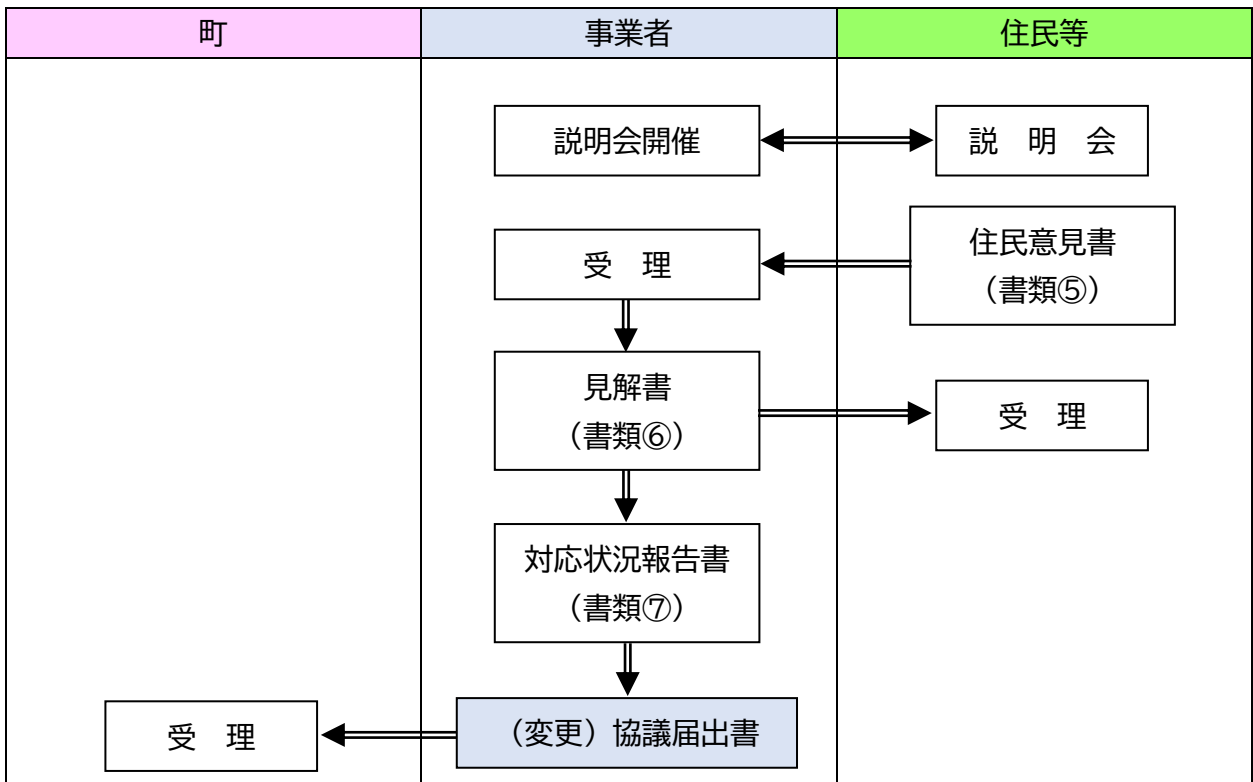 町
事業者
住民等
説明会開催
説　明　会
住民意見書
（書類⑤）
受　理
見解書
（書類⑥）
受　理
対応状況報告書
（書類⑦）
（変更）協議届出書
受　理